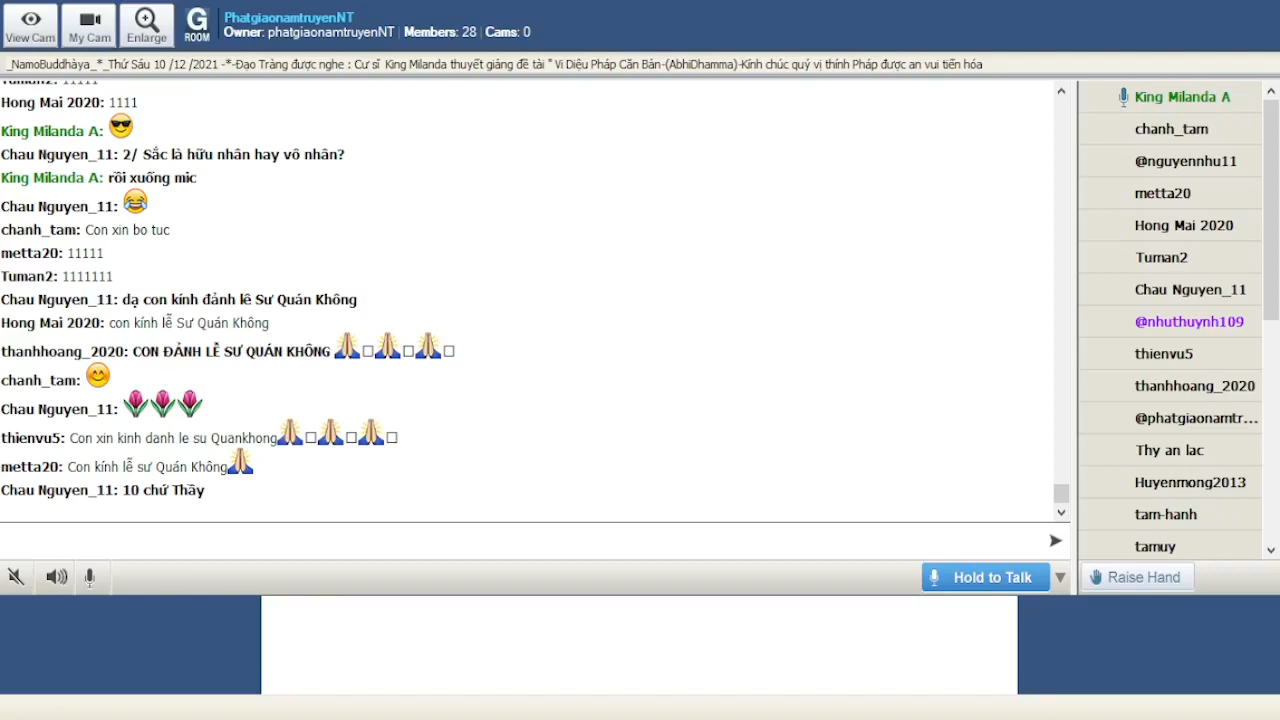 View Cam
My Cam
Enlarge
G
ROOM
PhatgiaonamtruyenNT
Owner: phatgiaonamtruyenNT | Members: 28 | Cams: 0
_NamoBuddhàya_*_Thứ Sáu 10 /12 /2021 -*-Đạo Tràng được nghe : Cư sĩ King Milanda thuyết giảng đề tài " Vi Diệu Pháp Căn Bản-(AbhiDhamma)-Kính chúc quý vị thính Pháp được an vui tiến hóa
Tuman2: 11111
Hong Mai 2020: 1111
King Milanda A: 😎
Chau Nguyen_11: 2/ Sắc là hữu nhân hay vô nhân?
King Milanda A: rồi xuống mic
Chau Nguyen_11: 😂
chanh_tam: Con xin bo tuc
metta20: 11111
Tuman2: 1111111
Chau Nguyen_11: dạ con kính đảnh lê Sư Quán Không
Hong Mai 2020: con kính lễ Sư Quán Không
thanhhoang_2020: CON ĐẢNH LỄ SƯ QUÁN KHÔNG 🙏□🙏□🙏□
chanh_tam: 😊
Chau Nguyen_11: 🌷🌷🌷
thienvu5: Con xin kinh danh le su Quankhong🙏□🙏□🙏□
metta20: Con kính lễ sư Quán Không🙏
Chau Nguyen_11: 10 chứ Thầy
Hold to Talk
King Milanda A
chanh_tam
@nguyennhu11
metta20
Hong Mai 2020
Tuman2
Chau Nguyen_11
@nhuthuynh109
thienvu5
thanhhoang_2020
@phatgiaonamtr...
Thy an lac
Huyenmong2013
tam-hanh
tamuy
Raise Hand